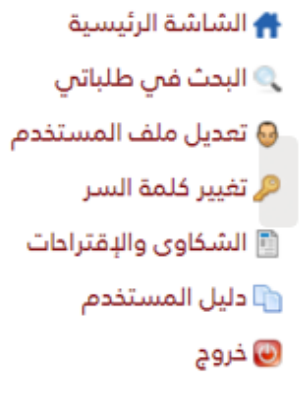 الشاشة الرئيسية
البحث في طلباتي
تعديل ملف المستخدم
تغيير كلمة السر
الشكاوى والإقتراحات
دليل المستخدم
خروج